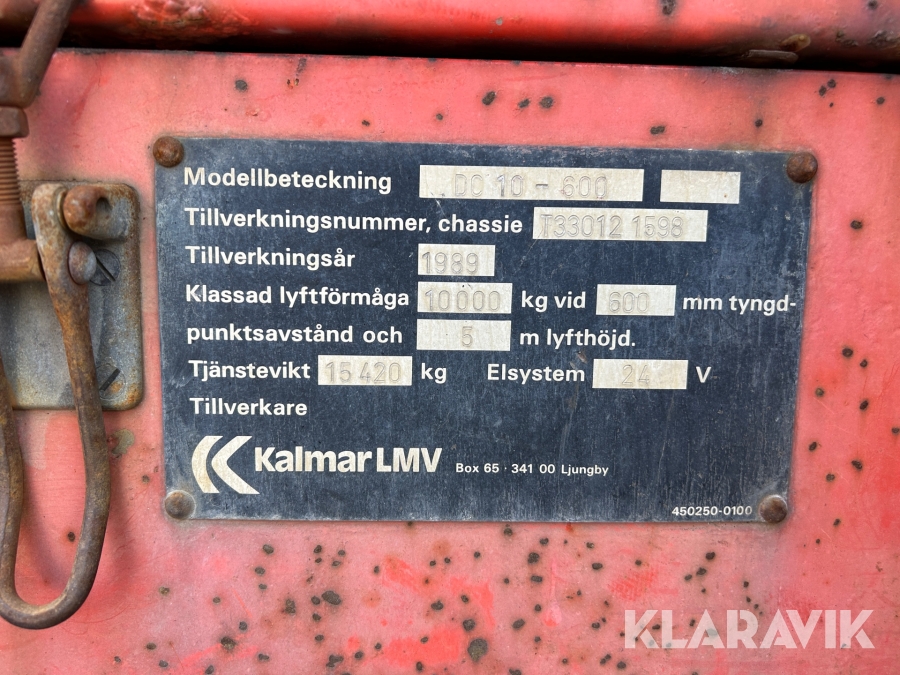 Modellbeteckning DC 10 - 600
Tillverkningsnummer, chassie T33012 1598
Tillverkningsår 1989
Klassad lyftförmåga 10000 kg vid 600 mm tyngd-
punktsavstånd och 5 m lyfthöjd.
Tjänstevikt 15 420 kg Elsystem 24 V
Tillverkare
Kalmar LMV Box 65 · 341 00 Ljungby
450250-0100
KLARAVIK